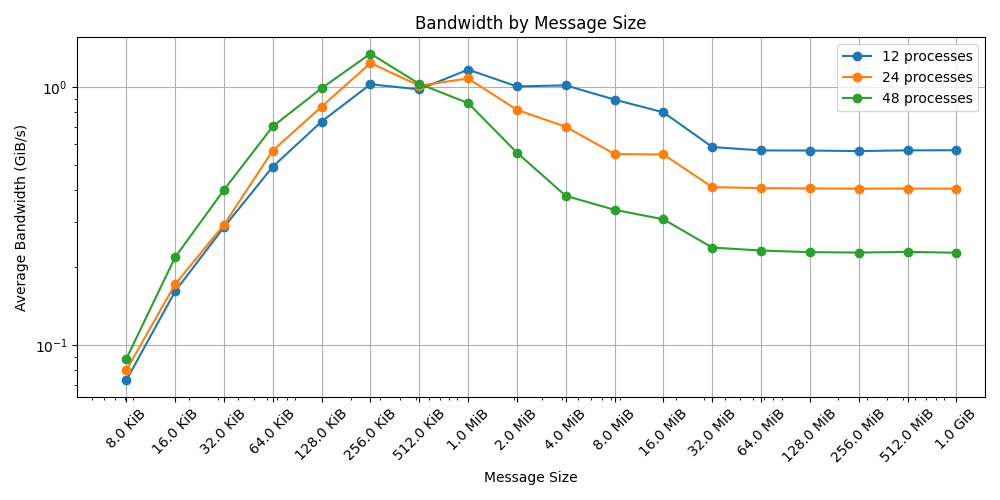 Bandwidth by Message Size
Average Bandwidth (GiB/s)
10⁰
10⁻¹
12 processes
24 processes
48 processes
8.0 KiB
16.0 KiB
32.0 KiB
64.0 KiB
128.0 KiB
256.0 KiB
512.0 KiB
1.0 MiB
2.0 MiB
4.0 MiB
8.0 MiB
16.0 MiB
32.0 MiB
64.0 MiB
128.0 MiB
256.0 MiB
512.0 MiB
1.0 GiB
Message Size